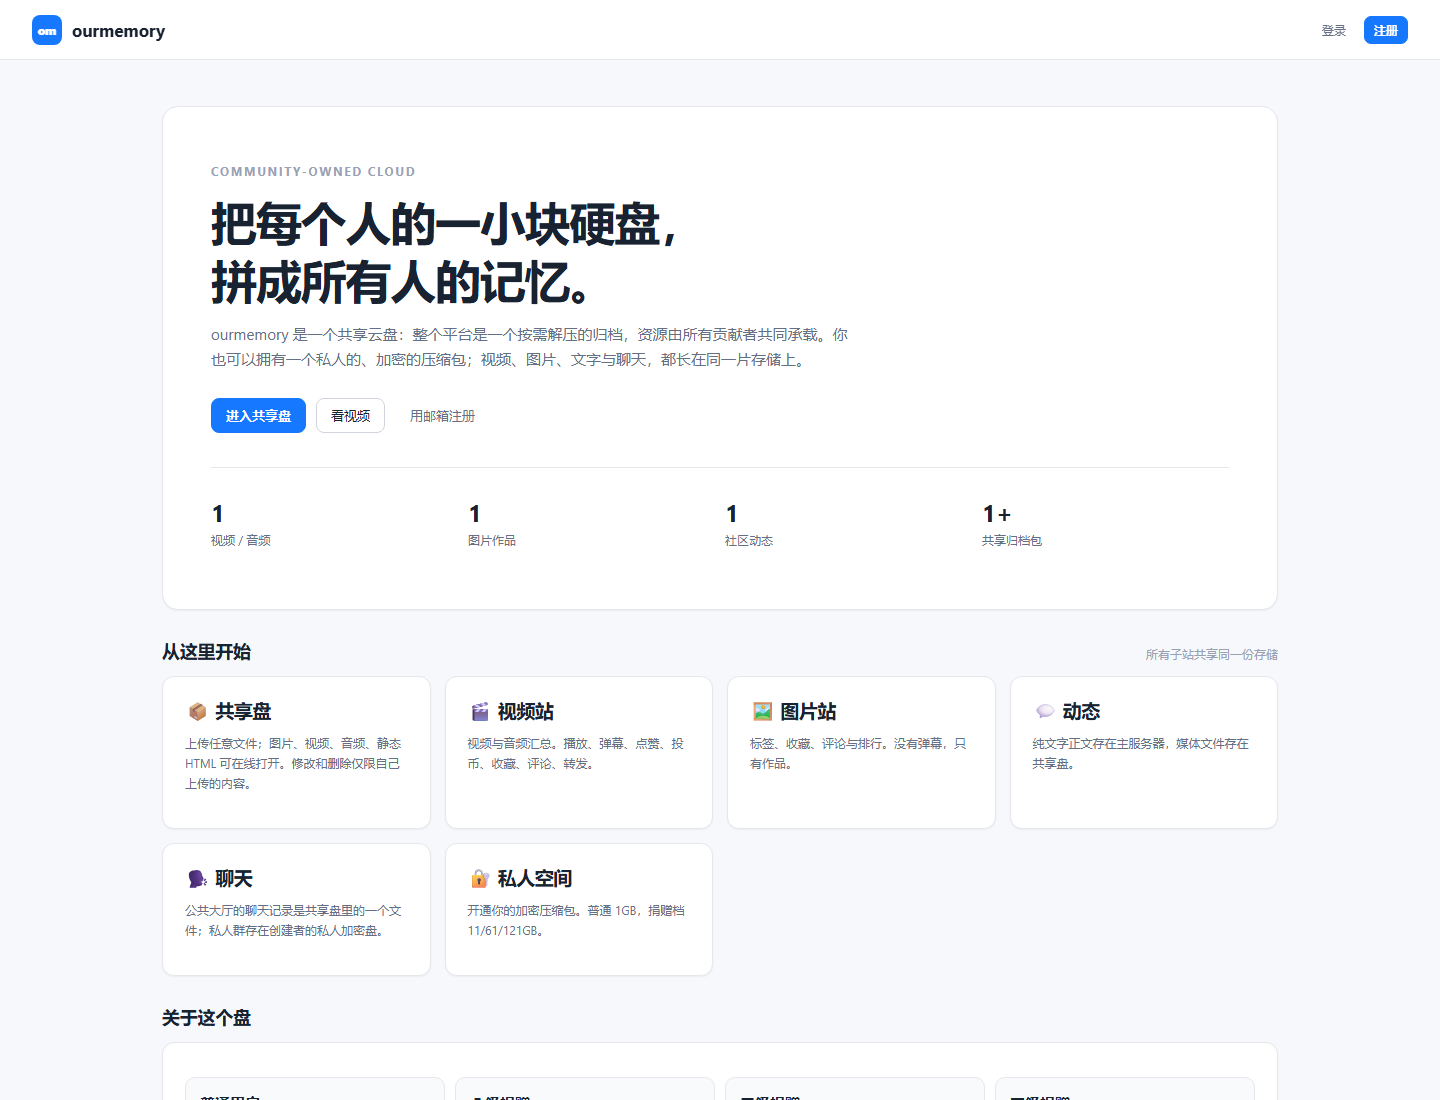 om ourmemory
登录 注册
COMMUNITY-OWNED CLOUD
把每个人的一小块硬盘，
拼成所有人的记忆。
ourmemory 是一个共享云盘：整个平台是一个按需解压的归档，资源由所有贡献者共同承载。你
也可以拥有一个私人的、加密的压缩包；视频、图片、文字与聊天，都长在同一片存储上。
进入共享盘 看视频 用邮箱注册
1
视频 / 音频
1
图片作品
1
社区动态
1+
共享归档包
从这里开始
所有子站共享同一份存储
共享盘
上传任意文件；图片、视频、音频、静态
HTML 可在线打开。修改和删除仅限自己
上传的内容。
视频站
视频与音频汇总。播放、弹幕、点赞、投
币、收藏、评论、转发。
图片站
标签、收藏、评论与排行。没有弹幕，只
有作品。
动态
纯文字正文存在主服务器，媒体文件存在
共享盘。
聊天
公共大厅的聊天记录是共享盘里的一个文
件；私人群存在创建者的私人加密盘。
私人空间
开通你的加密压缩包。普通 1GB，捐赠档
11/61/121GB。
关于这个盘